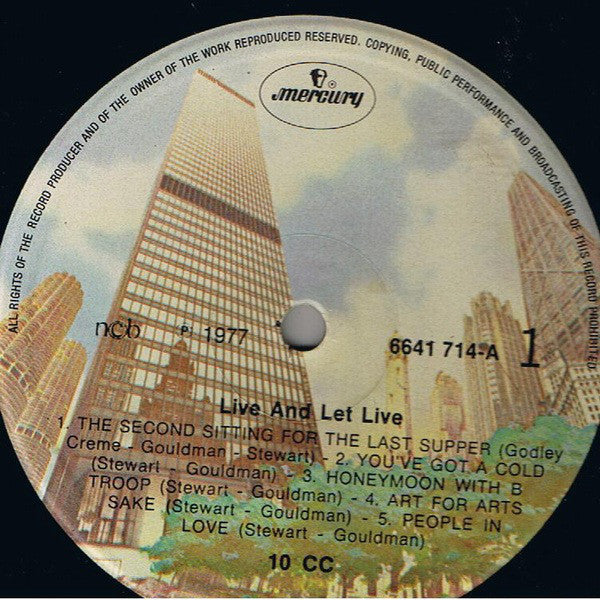 ALL RIGHTS OF THE RECORD PRODUCER AND OF THE OWNER OF THE WORK REPRODUCED RESERVED. COPYING, PUBLIC PERFORMANCE AND BROADCASTING OF THIS RECORD PROHIBITED
mercury
®
ncb ℗ 1977
6641 714-A 1
Live And Let Live
1. THE SECOND SITTING FOR THE LAST SUPPER (Godley
Creme - Gouldman - Stewart) - 2. YOU'VE GOT A COLD
(Stewart - Gouldman) - 3. HONEYMOON WITH B
TROOP (Stewart - Gouldman) - 4. ART FOR ARTS
SAKE (Stewart - Gouldman) - 5. PEOPLE IN
LOVE (Stewart - Gouldman)
10 CC